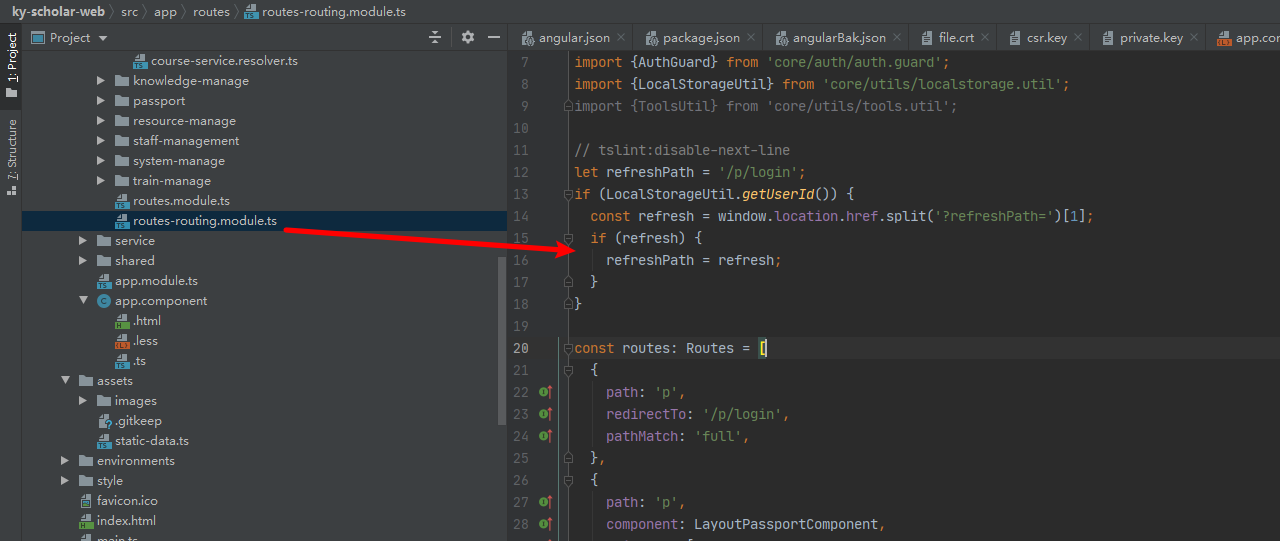 ky-scholar-web src app routes routes-routing.module.ts
Project
angular.json package.json angularBak.json file.crt csr.key private.key app.con
1: Project
7: Structure
course-service.resolver.ts
knowledge-manage
passport
resource-manage
staff-management
system-manage
train-manage
routes.module.ts
routes-routing.module.ts
service
shared
app.module.ts
app.component
.html
.less
.ts
assets
images
.gitkeep
static-data.ts
environments
style
favicon.ico
index.html
main.ts
7 import {AuthGuard} from 'core/auth/auth.guard';
8 import {LocalStorageUtil} from 'core/utils/localstorage.util';
9 import {ToolsUtil} from 'core/utils/tools.util';
10
11 // tslint:disable-next-line
12 let refreshPath = '/p/login';
13 if (LocalStorageUtil.getUserId()) {
14 const refresh = window.location.href.split('?refreshPath=')[1];
15 if (refresh) {
16 refreshPath = refresh;
17 }
18 }
19
20 const routes: Routes = [
21 {
22 path: 'p',
23 redirectTo: '/p/login',
24 pathMatch: 'full',
25 },
26 {
27 path: 'p',
28 component: LayoutPassportComponent,